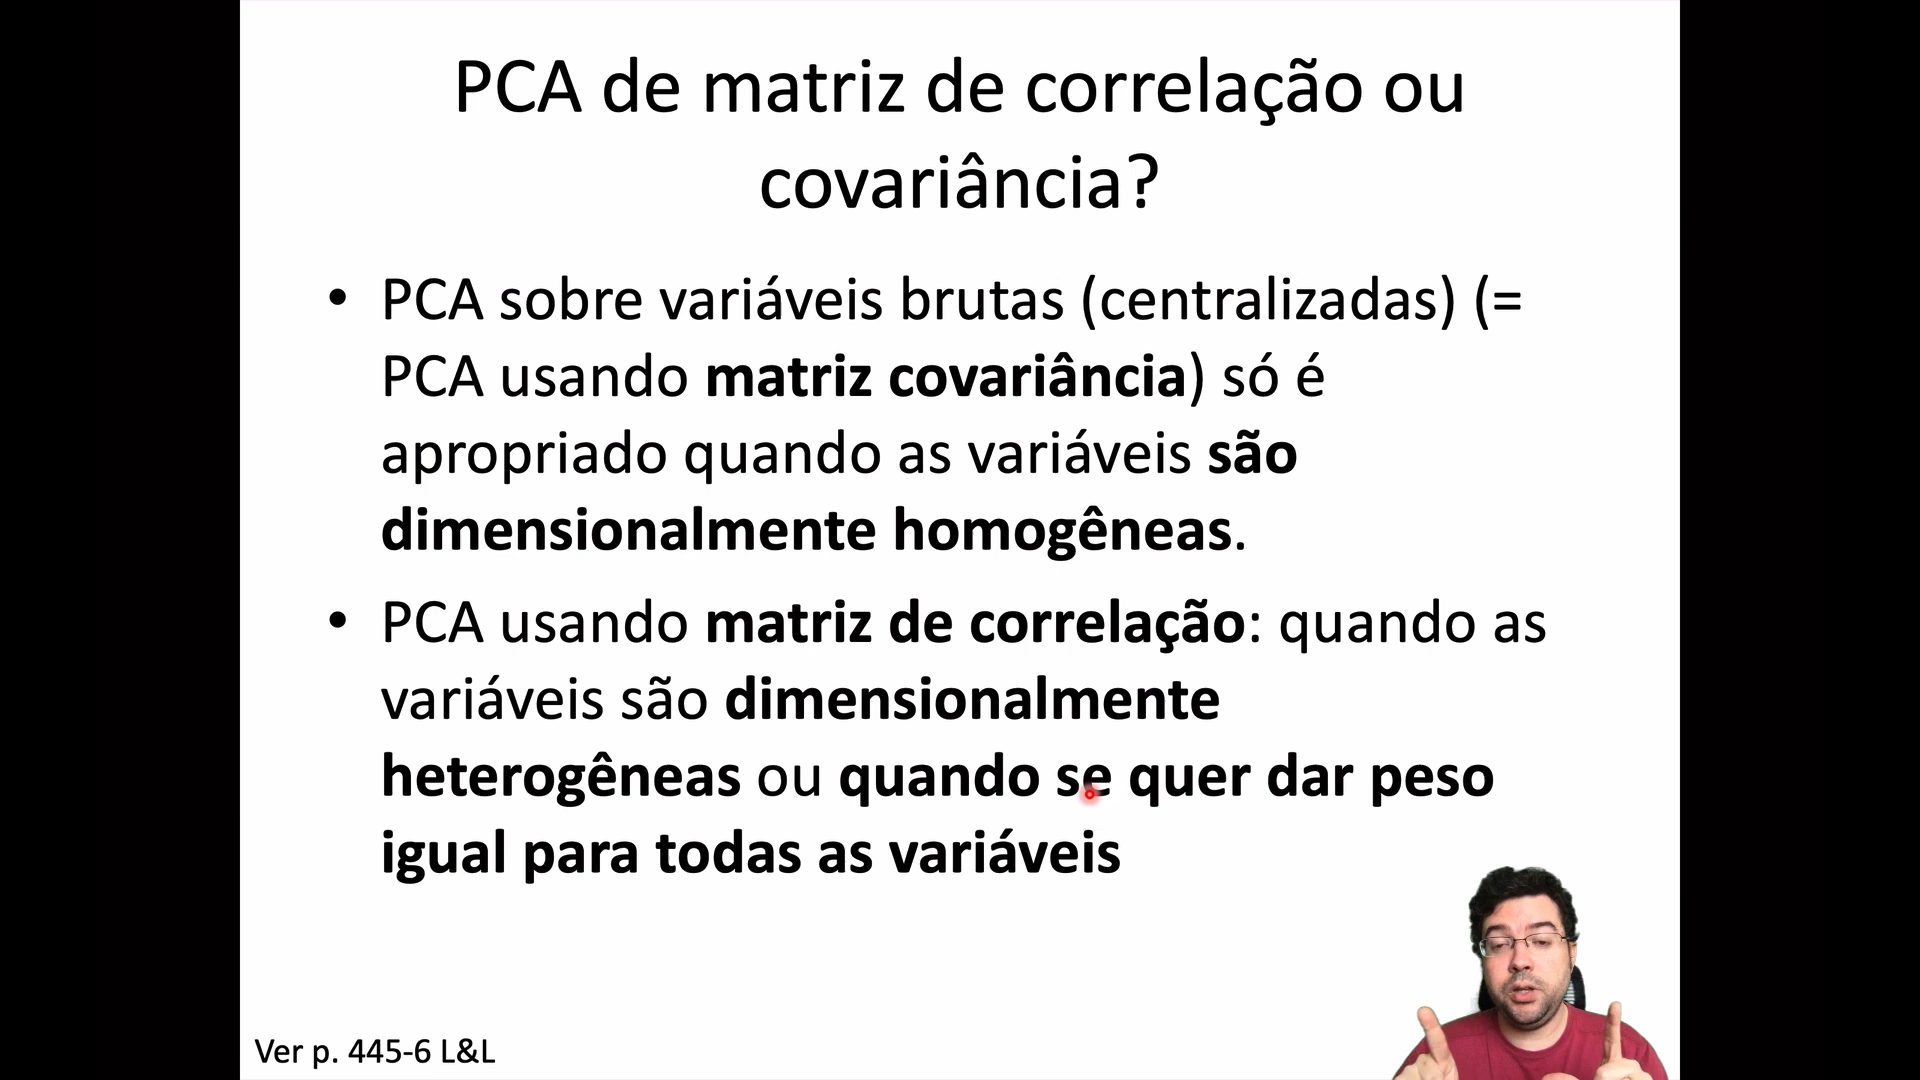 PCA de matriz de correlação ou
covariância?
• PCA sobre variáveis brutas (centralizadas) (=
PCA usando matriz covariância) só é
apropriado quando as variáveis são
dimensionalmente homogêneas.
• PCA usando matriz de correlação: quando as
variáveis são dimensionalmente
heterogêneas ou quando se quer dar peso
igual para todas as variáveis
Ver p. 445-6 L&L